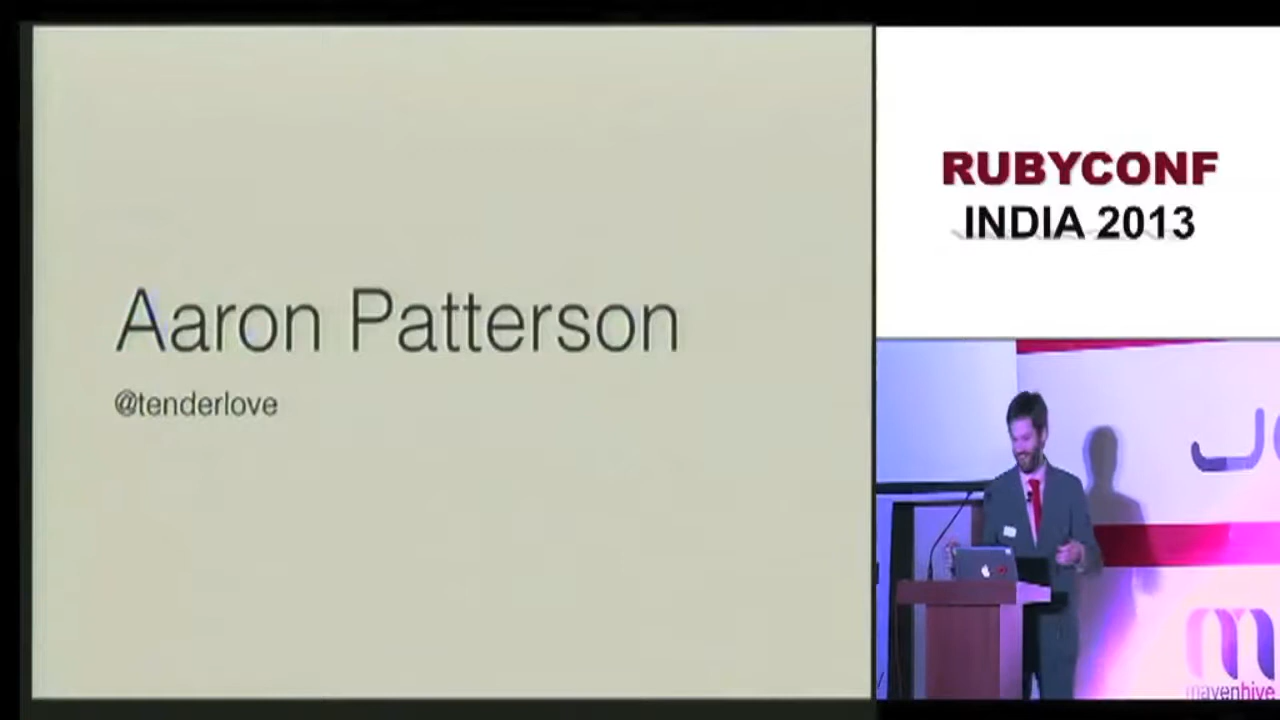 Aaron Patterson
@tenderlove
RUBYCONF
INDIA 2013
mavenhive